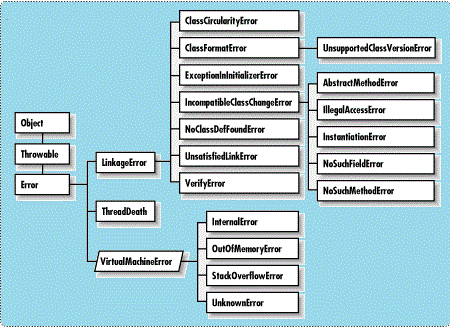 ClassCircularityError
ClassFormatError
UnsupportedClassVersionError
ExceptionInInitializerError
AbstractMethodError
IncompatibleClassChangeError
IllegalAccessError
Object
NoClassDefFoundError
InstantiationError
Throwable
LinkageError
UnsatisfiedLinkError
NoSuchFieldError
Error
VerifyError
NoSuchMethodError
ThreadDeath
InternalError
OutOfMemoryError
VirtualMachineError
StackOverflowError
UnknownError